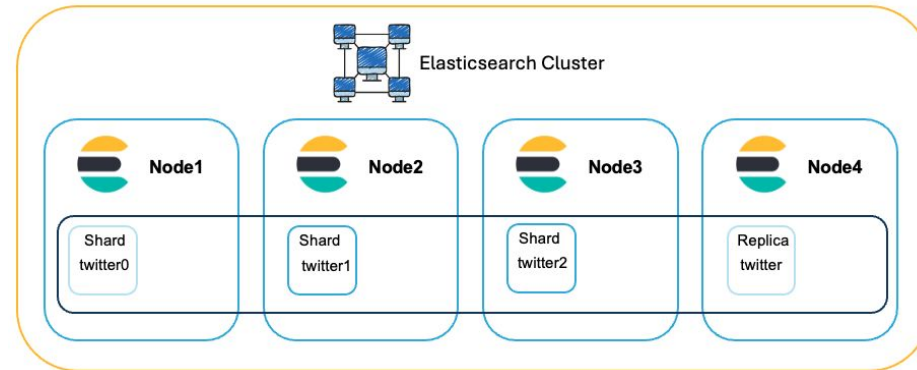 Elasticsearch Cluster
Node1
Node2
Node3
Node4
Shard
twitter0
Shard
twitter1
Shard
twitter2
Replica
twitter